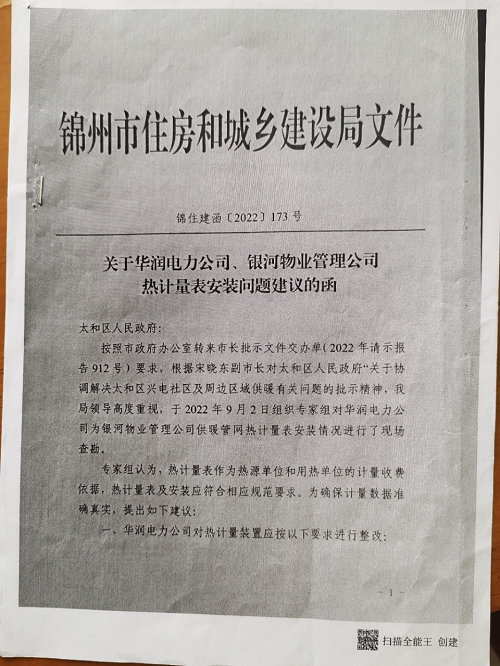 锦州市住房和城乡建设局文件
锦住建函〔2022〕173号
关于华润电力公司、银河物业管理公司
热计量表安装问题建议的函
太和区人民政府:
按照市政府办公室转来市长批示文件交办单(2022年请示报
告912号)要求，根据宋晓东副市长对太和区人民政府"关于协
调解决太和区兴电社区及周边区域供暖有关问题的批示精神，我
局领导高度重视，于2022年9月2日组织专家组对华润电力公
司为银河物业管理公司供暖管网热计量表安装情况进行了现场
查勘。
专家组认为，热计量表作为热源单位和用热单位的计量收费
依据，热计量表及安装应符合相应规范要求。为确保计量数据准
确真实，提出如下建议:
一、华润电力公司对热计量装置应按以下要求进行整改:
- 1 -
扫描全能王 创建